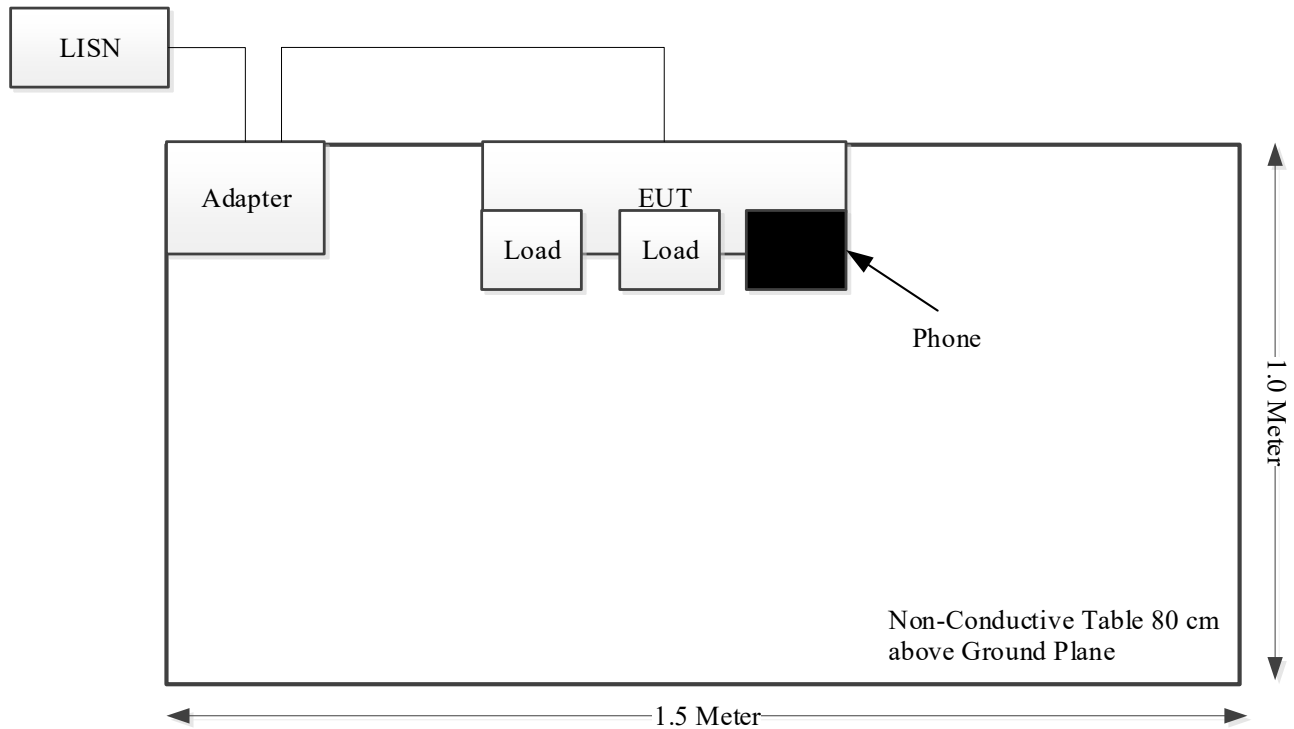 LISN
Adapter
EUT
Load
Load
Phone
1.0 Meter
Non-Conductive Table 80 cm
above Ground Plane
1.5 Meter